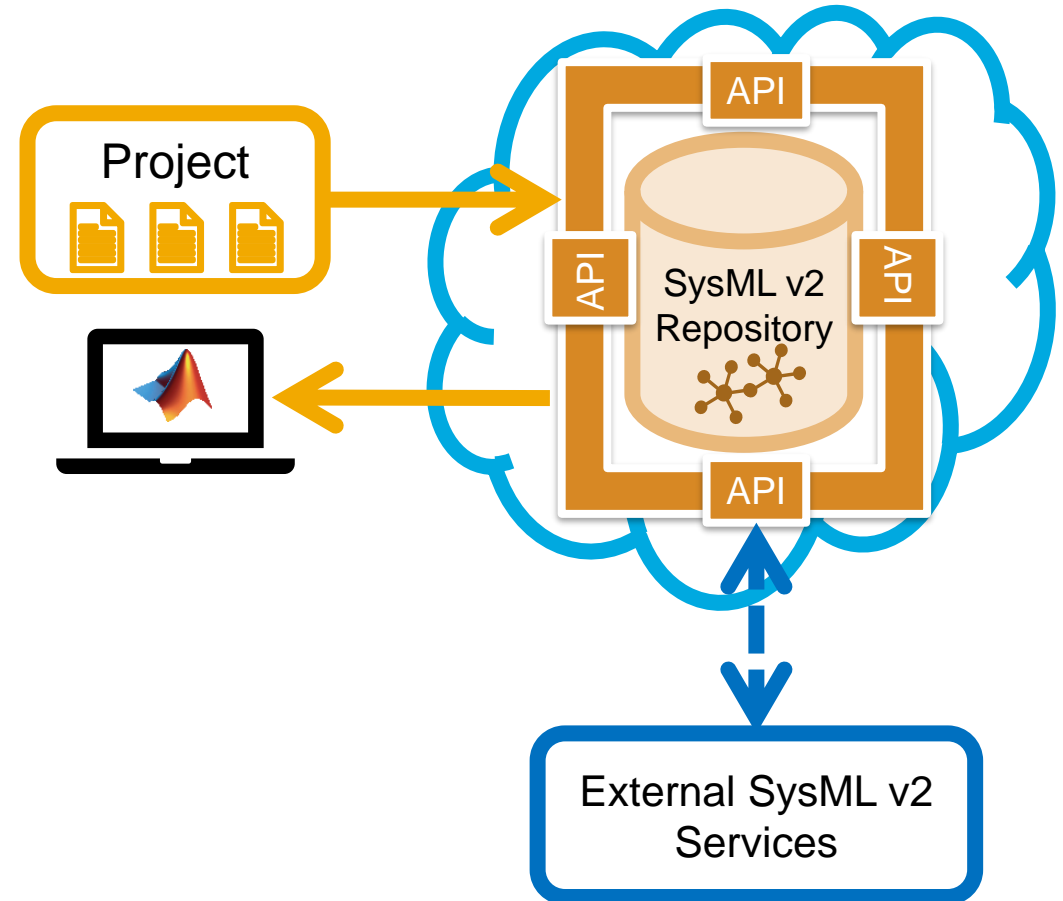 API
Project
API
SysML v2
Repository
API
API
External SysML v2
Services